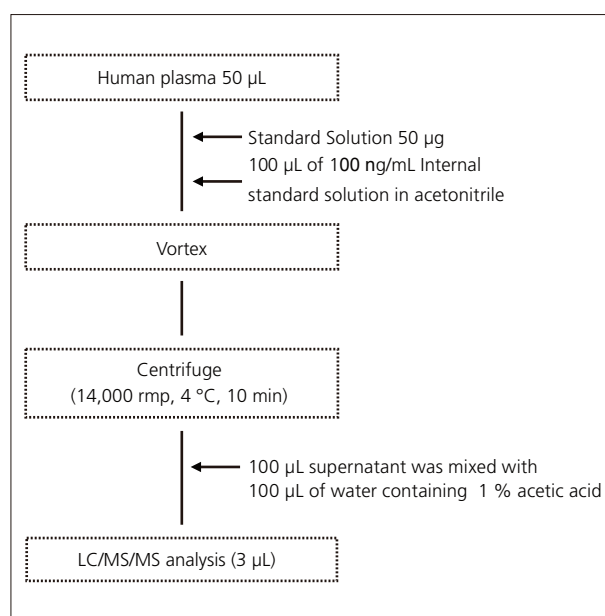 Human plasma 50 µL
Standard Solution 50 µg
100 µL of 100 ng/mL Internal
standard solution in acetonitrile
Vortex
Centrifuge
(14,000 rmp, 4 ºC, 10 min)
100 µL supernatant was mixed with
100 µL of water containing 1 % acetic acid
LC/MS/MS analysis (3 µL)